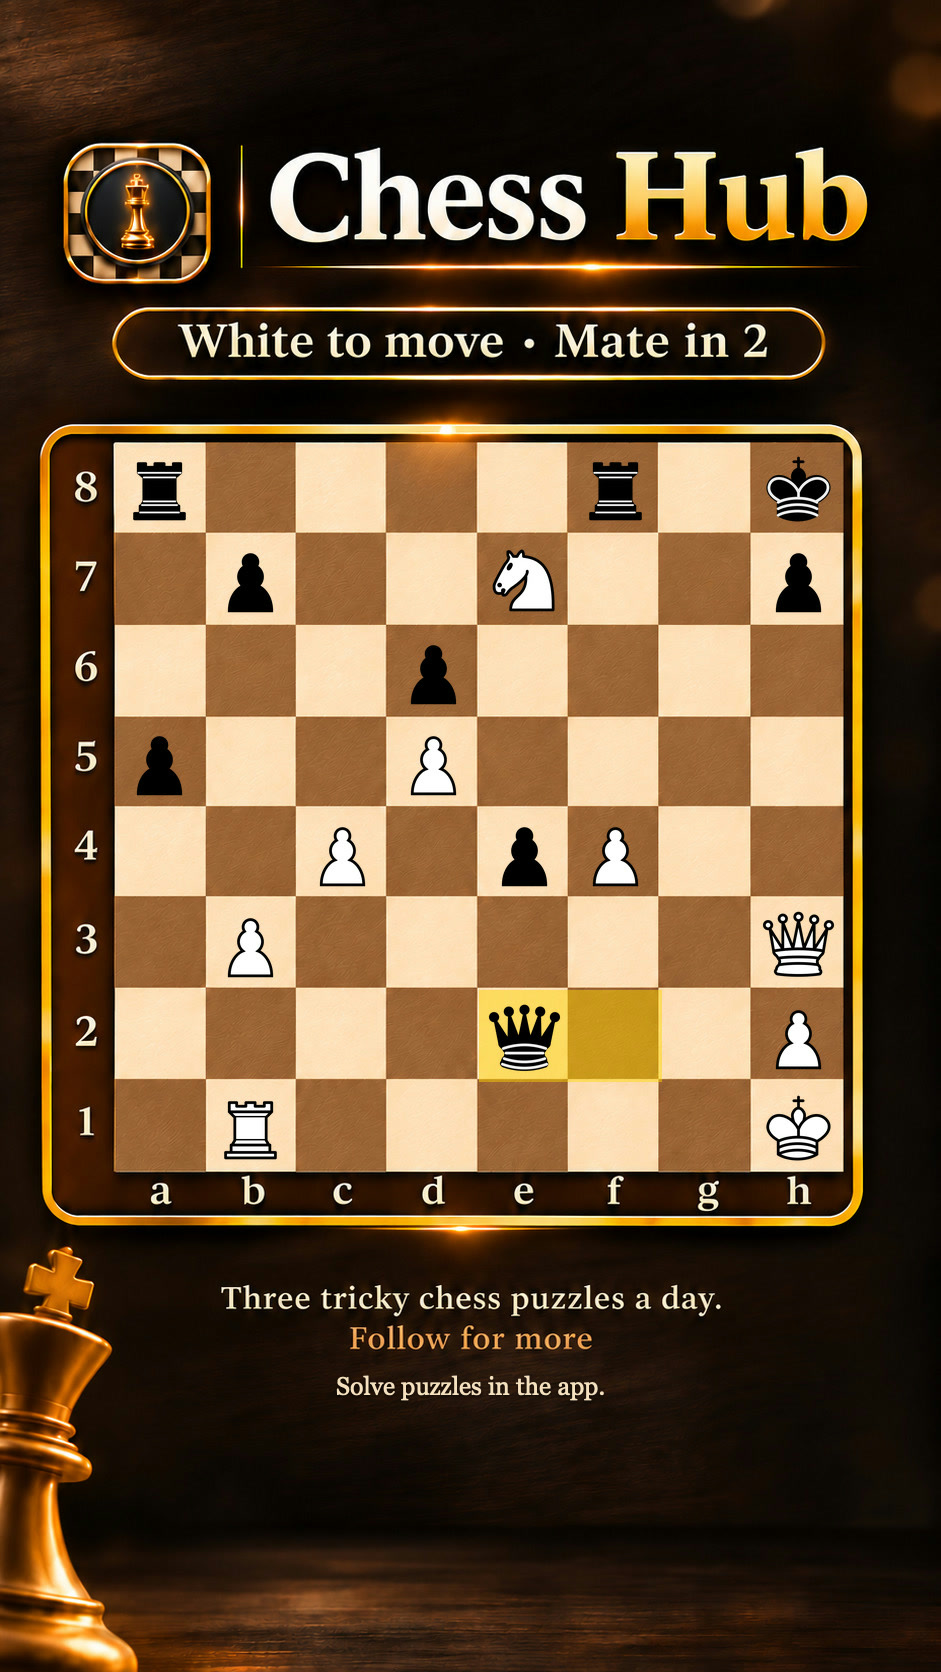 Chess Hub
White to move • Mate in 2
8
7
6
5
4
3
2
1
a b c d e f g h
Three tricky chess puzzles a day.
Follow for more
Solve puzzles in the app.